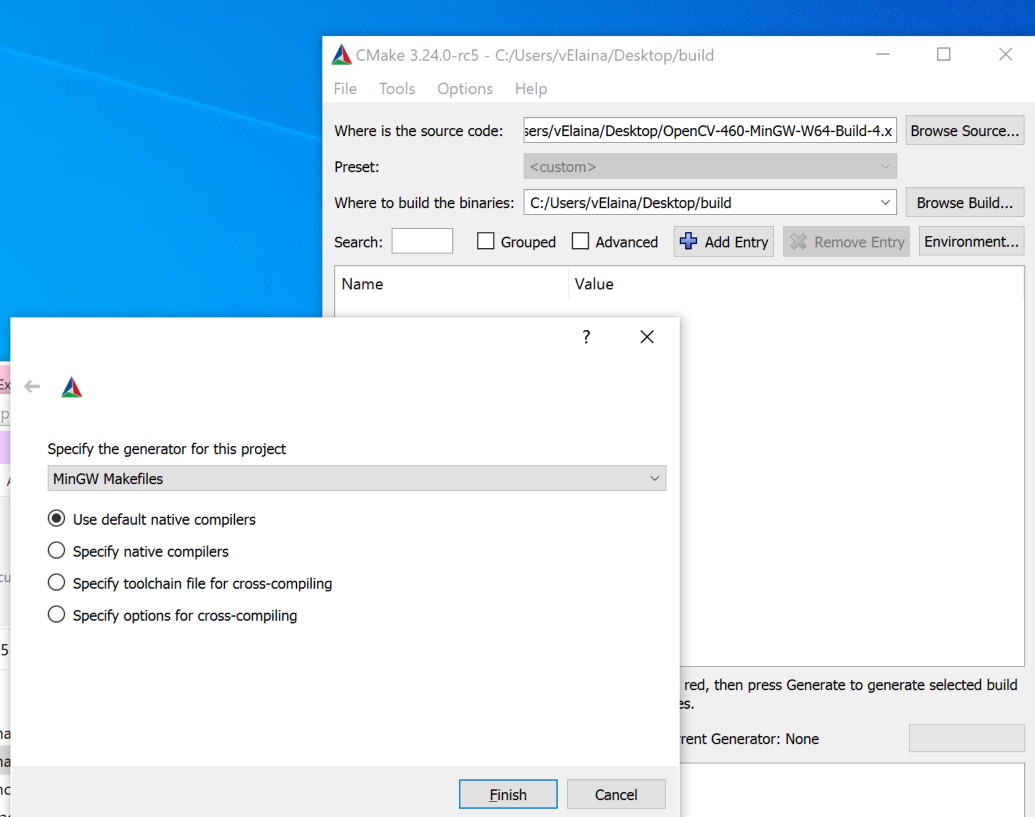 CMake 3.24.0-rc5 - C:/Users/vElaina/Desktop/build
File Tools Options Help
Where is the source code: sers/vElaina/Desktop/OpenCV-460-MinGW-W64-Build-4.x Browse Source...
Preset: <custom>
Where to build the binaries: C:/Users/vElaina/Desktop/build Browse Build...
Search: Grouped Advanced Add Entry Remove Entry Environment...
Name Value
?
Specify the generator for this project
MinGW Makefiles
Use default native compilers
Specify native compilers
Specify toolchain file for cross-compiling
Specify options for cross-compiling
red, then press Generate to generate selected build
es.
rrent Generator: None
Finish Cancel